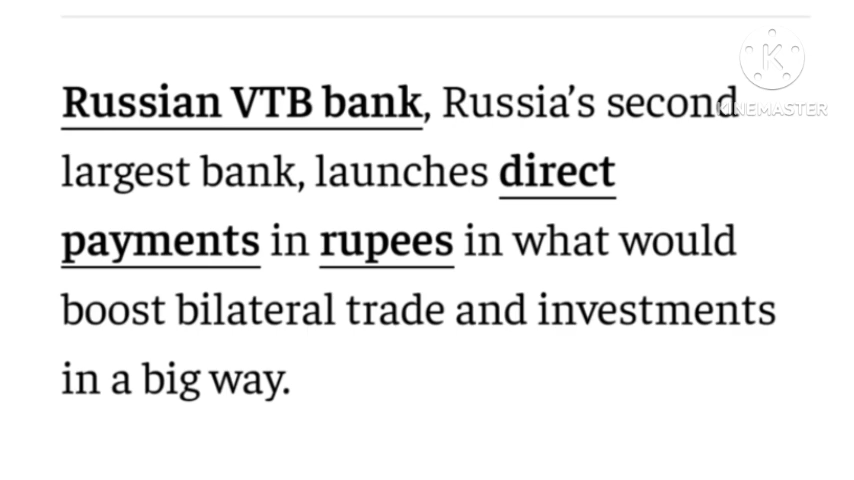 KINEMASTER
Russian VTB bank, Russia’s second
largest bank, launches direct
payments in rupees in what would
boost bilateral trade and investments
in a big way.